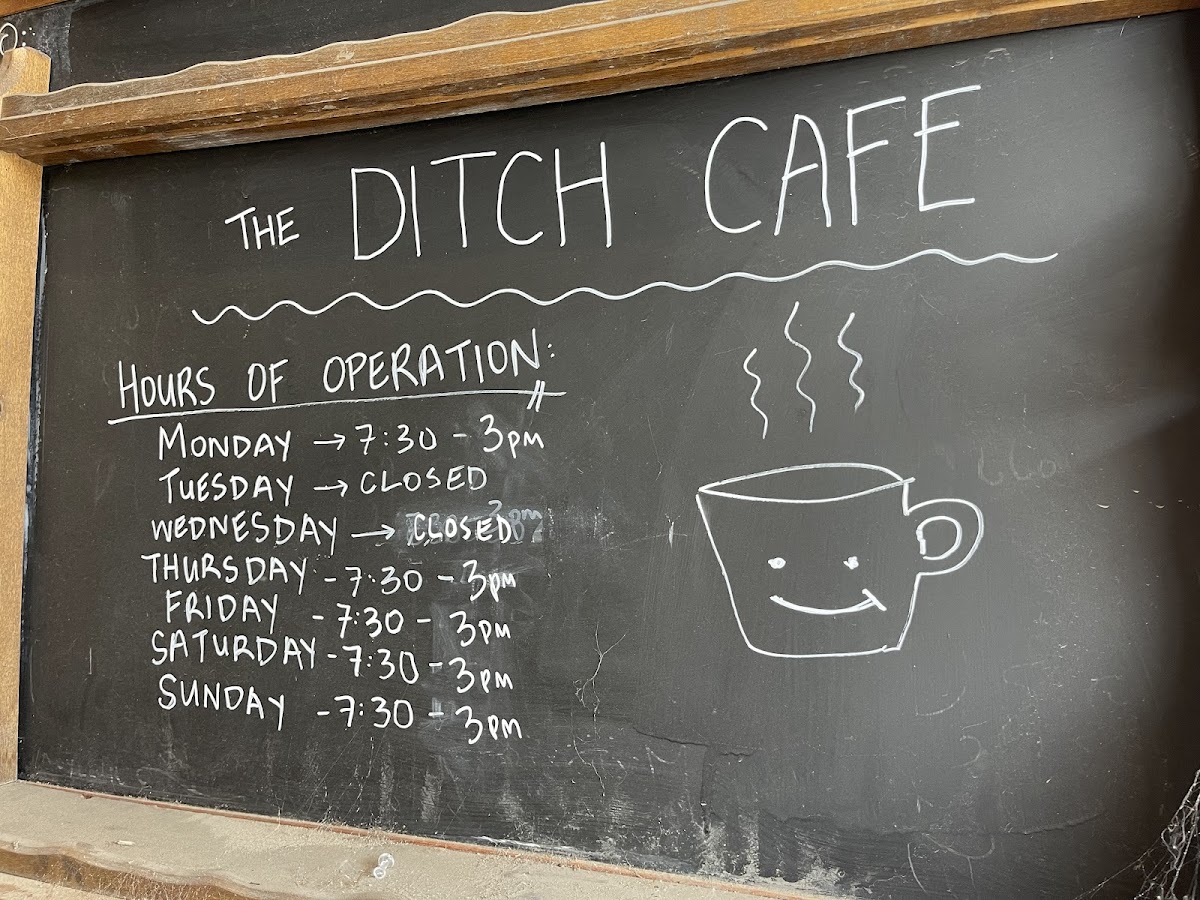 THE DITCH CAFE
HOURS OF OPERATION:
MONDAY → 7:30 - 3PM
TUESDAY → CLOSED
WEDNESDAY → CLOSED
THURSDAY - 7:30 - 3PM
FRIDAY - 7:30 - 3PM
SATURDAY - 7:30 - 3PM
SUNDAY - 7:30 - 3PM